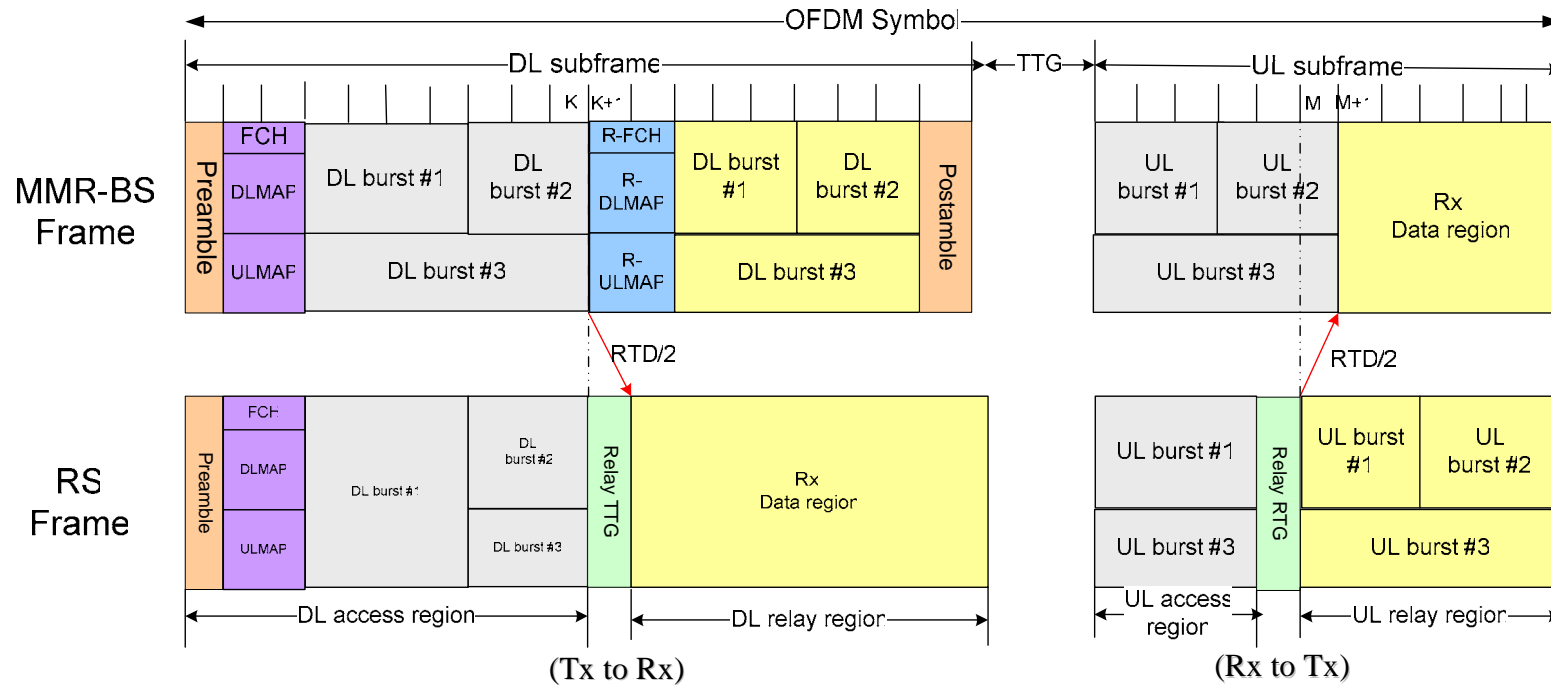 OFDM Symbol
DL subframe
TTG
UL subframe
K
K+1
M
M+1
MMR-BS
Frame
Preamble
FCH
DLMAP
ULMAP
DL burst #1
DL
burst #2
DL burst #3
R-FCH
R-
DLMAP
R-
ULMAP
DL burst
#1
DL
burst #2
DL burst #3
Postamble
UL
burst #1
UL
burst #2
UL burst #3
Rx
Data region
RTD/2
RTD/2
RS
Frame
Preamble
FCH
DLMAP
ULMAP
DL burst #1
DL
burst #2
DL burst #3
Relay TTG
Rx
Data region
UL burst #1
UL burst #3
Relay RTG
UL burst
#1
UL
burst #2
UL burst #3
DL access region
DL relay region
UL access
region
UL relay region
(Tx to Rx)
(Rx to Tx)